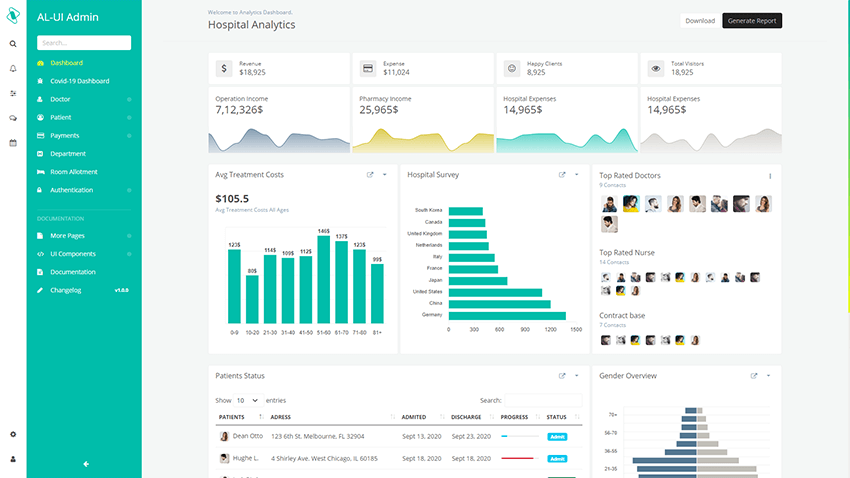 AL-UI Admin
Search...
Dashboard
Covid-19 Dashboard
Doctor
Patient
Payments
Department
Room Allotment
Authentication
DOCUMENTATION
More Pages
UI Components
Documentation
Changelog v1.0.0
Welcome to Analytics Dashboard.
Hospital Analytics
Download
Generate Report
Revenue
$18,925
Expense
$11,024
Happy Clients
8,925
Total Visitors
18,925
Operation Income
7,12,326$
Pharmacy Income
25,965$
Hospital Expenses
14,965$
Hospital Expenses
14,965$
Avg Treatment Costs
$105.5
Avg Treatment Costs All Ages
123$ 80$ 114$ 109$ 112$ 148$ 137$ 123$ 99$
0-9 10-20 21-30 31-40 41-50 51-60 61-70 71-80 81+
Hospital Survey
South Korea
Canada
United Kingdom
Netherlands
Italy
France
Japan
United States
China
Germany
0 300 600 900 1200 1500
Top Rated Doctors
9 Contacts
Top Rated Nurse
14 Contacts
Contract base
7 Contacts
Patients Status
Show 10 entries
Search:
PATIENTS ADRESS ADMITED DISCHARGE PROGRESS STATUS
Dean Otto 123 6th St. Melbourne, FL 32904 Sept 13, 2020 Sept 23, 2020 Admit
Hughe L. 4 Shirley Ave. West Chicago, IL 60185 Sept 18, 2020 Sept 18, 2020 Admit
Gender Overview
70+
56-70
36-55
21-35